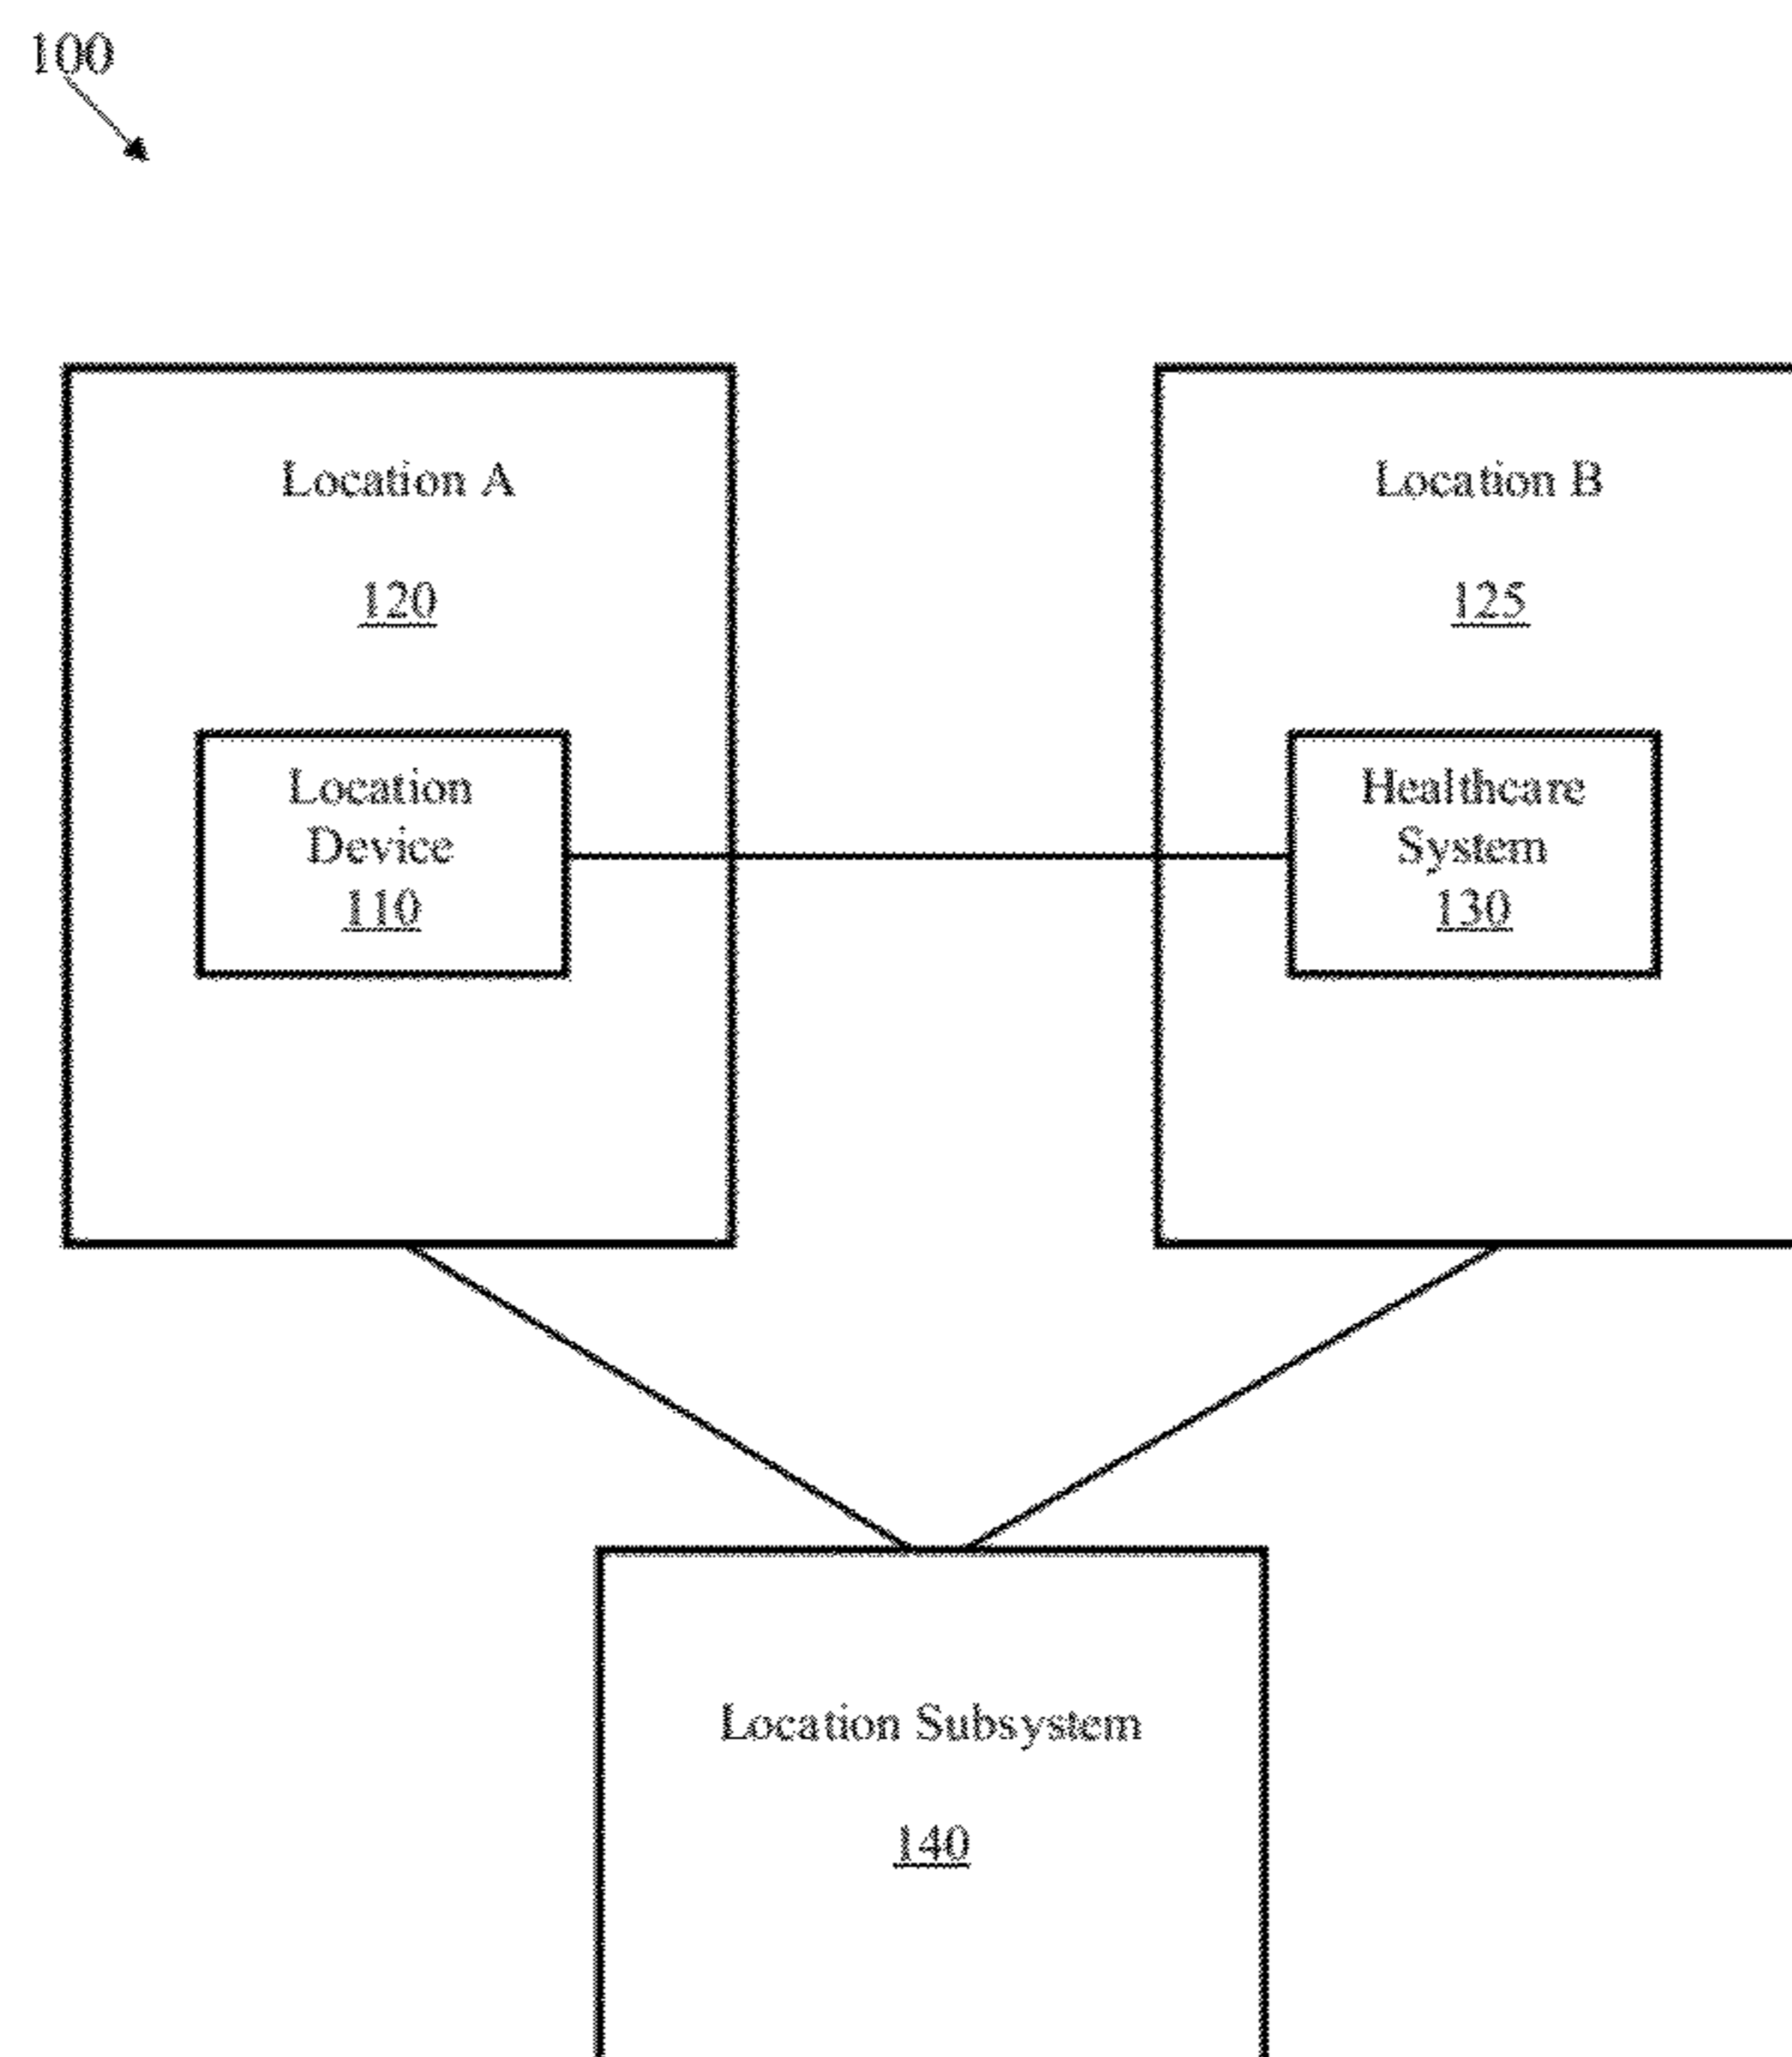 100
Location A
120
Location B
125
Location
Device
110
Healthcare
System
130
Location Subsystem
140